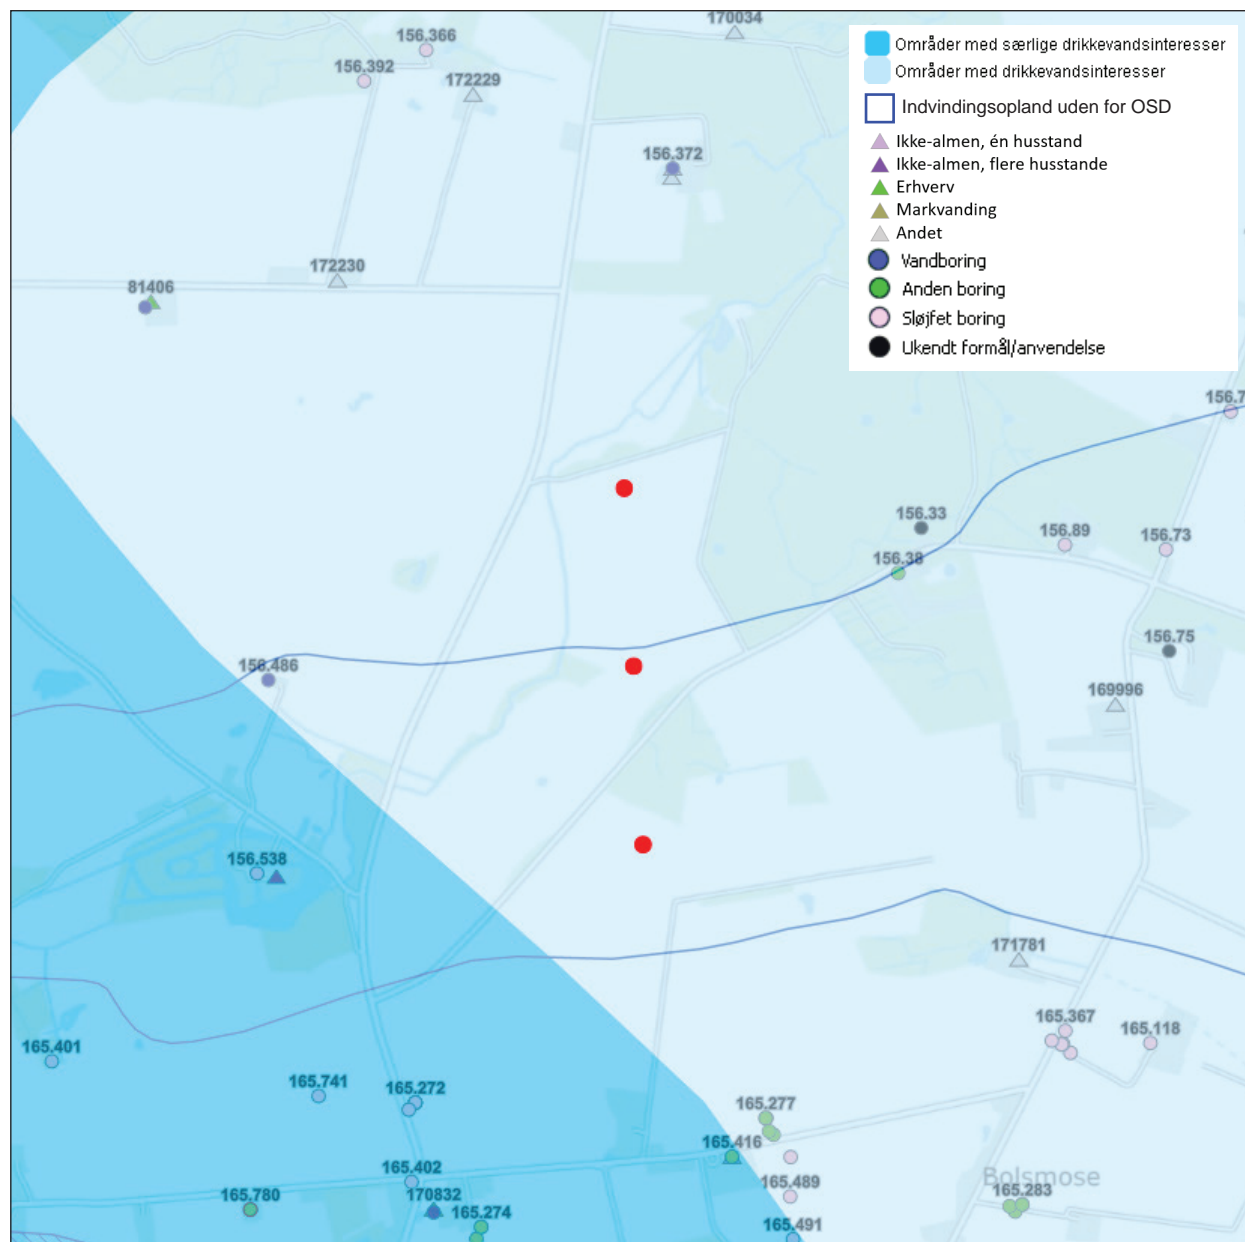 170034
156.366
156.392
172229
156.372
172230
81406
Områder med særlige drikkevandsinteresser
Områder med drikkevandsinteresser
Indvindingsopland uden for OSD
Ikke-almen, én husstand
Ikke-almen, flere husstande
Erhverv
Markvanding
Andet
Vandboring
Anden boring
Sløjfet boring
Ukendt formål/anvendelse
156.7
156.33
156.89
156.73
156.38
156.75
156.486
169996
156.538
171781
165.367
165.118
165.401
165.741
165.272
165.277
165.416
165.402
Bolsmose
165.780
170832
165.489
165.283
165.274
165.491